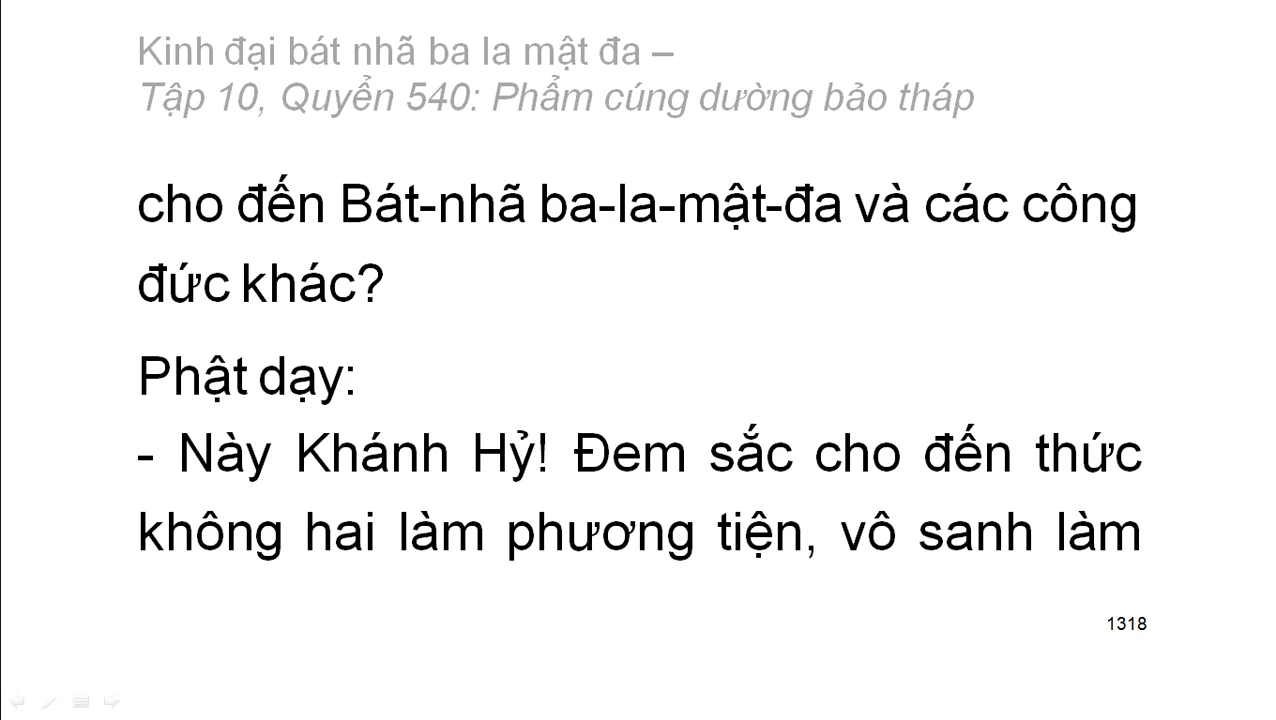 Kinh đại bát nhã ba la mật đa –
Tập 10, Quyển 540: Phẩm cúng dường bảo tháp
cho đến Bát-nhã ba-la-mật-đa và các công
đức khác?
Phật dạy:
- Này Khánh Hỷ! Đem sắc cho đến thức
không hai làm phương tiện, vô sanh làm
1318